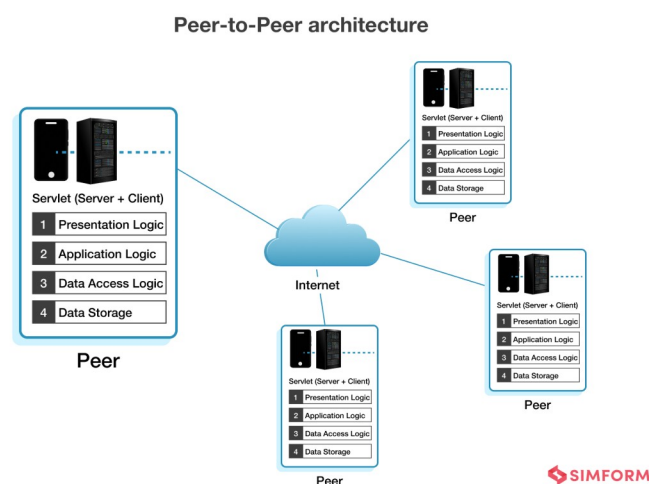 Peer-to-Peer architecture
Servlet (Server + Client)
1 Presentation Logic
2 Application Logic
3 Data Access Logic
4 Data Storage
Peer
Servlet (Server + Client)
1 Presentation Logic
2 Application Logic
3 Data Access Logic
4 Data Storage
Peer
Internet
Servlet (Server + Client)
1 Presentation Logic
2 Application Logic
3 Data Access Logic
4 Data Storage
Peer
Servlet (Server + Client)
1 Presentation Logic
2 Application Logic
3 Data Access Logic
4 Data Storage
Peer
SIMFORM